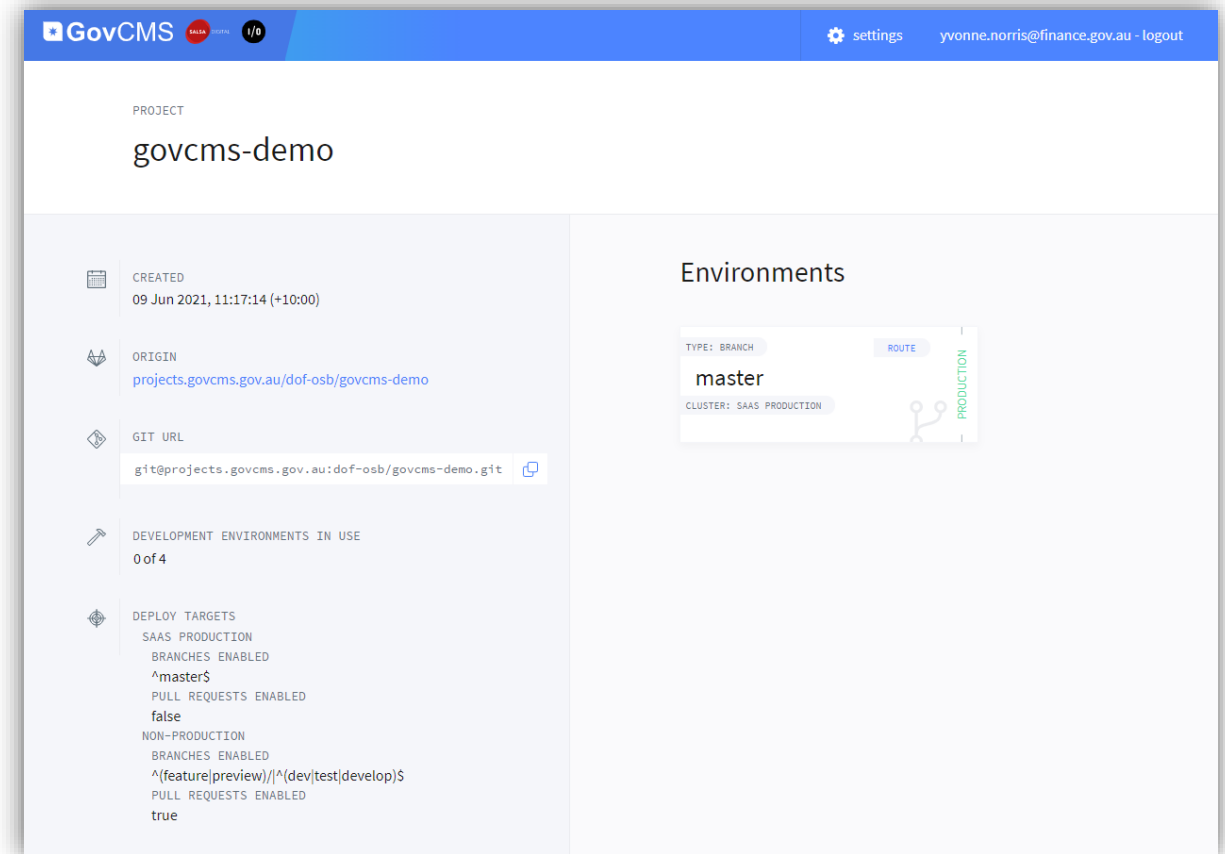 GovCMS SALSA DIGITAL I/O
settings
yvonne.norris@finance.gov.au - logout
PROJECT
govcms-demo
CREATED
09 Jun 2021, 11:17:14 (+10:00)
ORIGIN
projects.govcms.gov.au/dof-osb/govcms-demo
GIT URL
git@projects.govcms.gov.au:dof-osb/govcms-demo.git
DEVELOPMENT ENVIRONMENTS IN USE
0 of 4
DEPLOY TARGETS
SAAS PRODUCTION
BRANCHES ENABLED
^master$
PULL REQUESTS ENABLED
false
NON-PRODUCTION
BRANCHES ENABLED
^(feature|preview)/|^(dev|test|develop)$
PULL REQUESTS ENABLED
true
Environments
TYPE: BRANCH
ROUTE
master
CLUSTER: SAAS PRODUCTION
PRODUCTION